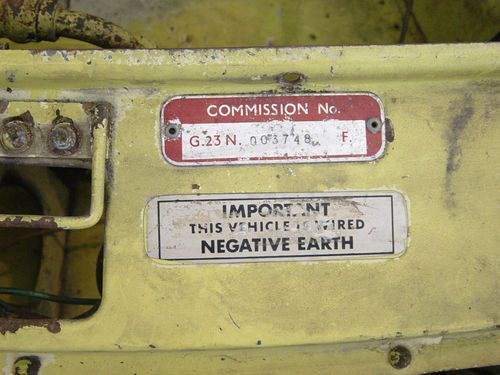 COMMISSION No.
G.23 N. 003748 F.
IMPORTANT
THIS VEHICLE IS WIRED
NEGATIVE EARTH